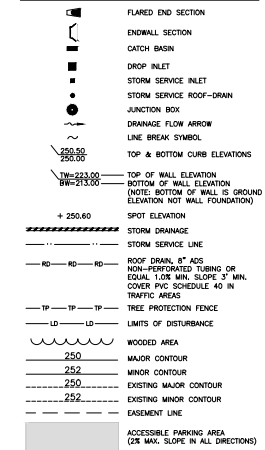 FLARED END SECTION
ENDWALL SECTION
CATCH BASIN
DROP INLET
STORM SERVICE INLET
STORM SERVICE ROOF-DRAIN
JUNCTION BOX
DRAINAGE FLOW ARROW
LINE BREAK SYMBOL
250.50
250.00
TOP & BOTTOM CURB ELEVATIONS
TW=223.00 TOP OF WALL ELEVATION
BW=213.00 BOTTOM OF WALL ELEVATION
(NOTE: BOTTOM OF WALL IS GROUND
ELEVATION NOT WALL FOUNDATION)
+ 250.60 SPOT ELEVATION
STORM DRAINAGE
STORM SERVICE LINE
RD RD RD ROOF DRAIN, 8" ADS
NON-PERFORATED TUBING OR
EQUAL 1.0% MIN. SLOPE 3' MIN.
COVER PVC SCHEDULE 40 IN
TRAFFIC AREAS
TP TP TP TREE PROTECTION FENCE
LD LD LIMITS OF DISTURBANCE
WOODED AREA
250 MAJOR CONTOUR
252 MINOR CONTOUR
250 EXISTING MAJOR CONTOUR
252 EXISTING MINOR CONTOUR
EASEMENT LINE
ACCESSIBLE PARKING AREA
(2% MAX. SLOPE IN ALL DIRECTIONS)